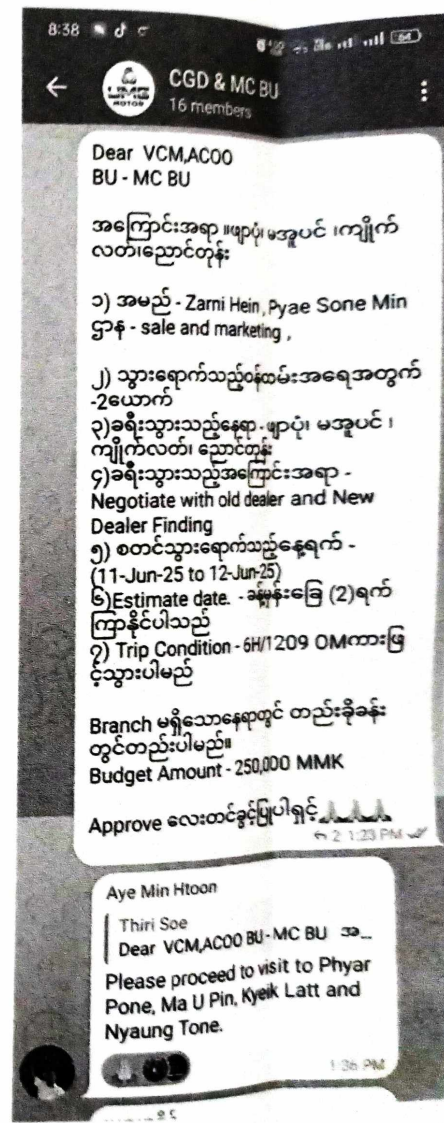 8:38
64
CGD & MC BU
16 members
UMG
MOTOR
Dear VCM,ACOO
BU - MC BU
အကြောင်းအရာ ။ဖျာပုံ၊ မအူပင် ၊ကျိုက်
လတ်၊ညောင်တုန်း
၁) အမည် - Zarni Hein, Pyae Sone Min
ဌာန - sale and marketing ,
၂) သွားရောက်သည့်ဝန်ထမ်းအရေအတွက်
-2ယောက်
၃)ခရီးသွားသည့်နေရာ - ဖျာပုံ၊ မအူပင် ၊
ကျိုက်လတ်၊ ညောင်တုန်း
၄)ခရီးသွားသည့်အကြောင်းအရာ -
Negotiate with old dealer and New
Dealer Finding
၅) စတင်သွားရောက်သည့်နေ့ရက် -
(11-Jun-25 to 12-Jun-25)
၆)Estimate date. - ခန့်မှန်းခြေ (2)ရက်
ကြာနိုင်ပါသည်
၇) Trip Condition - 6H/1209 OMကားဖြ
င့်သွားပါမည်
Branch မရှိသောနေရာတွင် တည်းခိုခန်း
တွင်တည်းပါမည်။
Budget Amount - 250,000 MMK
Approve လေးတင်ခွင့်ပြုပါရှင့်🙏🙏🙏
2 1:23 PM
Aye Min Htoon
Thiri Soe
Dear VCM,ACOO BU - MC BU အ...
Please proceed to visit to Phyar
Pone, Ma U Pin, Kyeik Latt and
Nyaung Tone.
1:36 PM